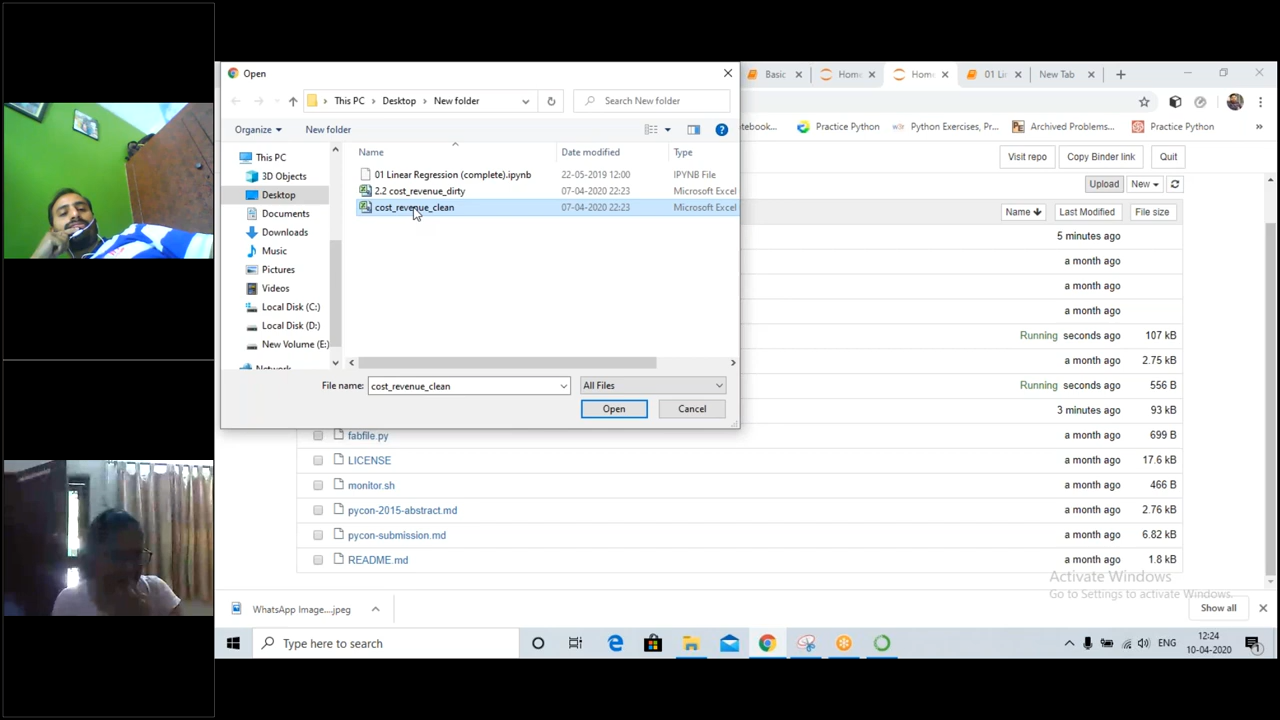 Open
This PC > Desktop > New folder
Search New folder
Organize
New folder
This PC
3D Objects
Desktop
Documents
Downloads
Music
Pictures
Videos
Local Disk (C:)
Local Disk (D:)
New Volume (E:)
Name Date modified Type
01 Linear Regression (complete).ipynb 22-05-2019 12:00 IPYNB File
2.2 cost_revenue_dirty 07-04-2020 22:23 Microsoft Excel
cost_revenue_clean 07-04-2020 22:23 Microsoft Excel
File name: cost_revenue_clean All Files
Open Cancel
Basic Home Home 01 Li New Tab
tebook... Practice Python Python Exercises, Pr... Archived Problems... Practice Python
Visit repo Copy Binder link Quit
Upload New
Name Last Modified File size
5 minutes ago
a month ago
a month ago
a month ago
Running seconds ago 107 kB
a month ago 2.75 kB
Running seconds ago 556 B
3 minutes ago 93 kB
fabfile.py a month ago 699 B
LICENSE a month ago 17.6 kB
monitor.sh a month ago 466 B
pycon-2015-abstract.md a month ago 2.76 kB
pycon-submission.md a month ago 6.82 kB
README.md a month ago 1.8 kB
Activate Windows
Go to Settings to activate Windows.
WhatsApp Image....jpeg Show all
Type here to search ENG 12:24
10-04-2020